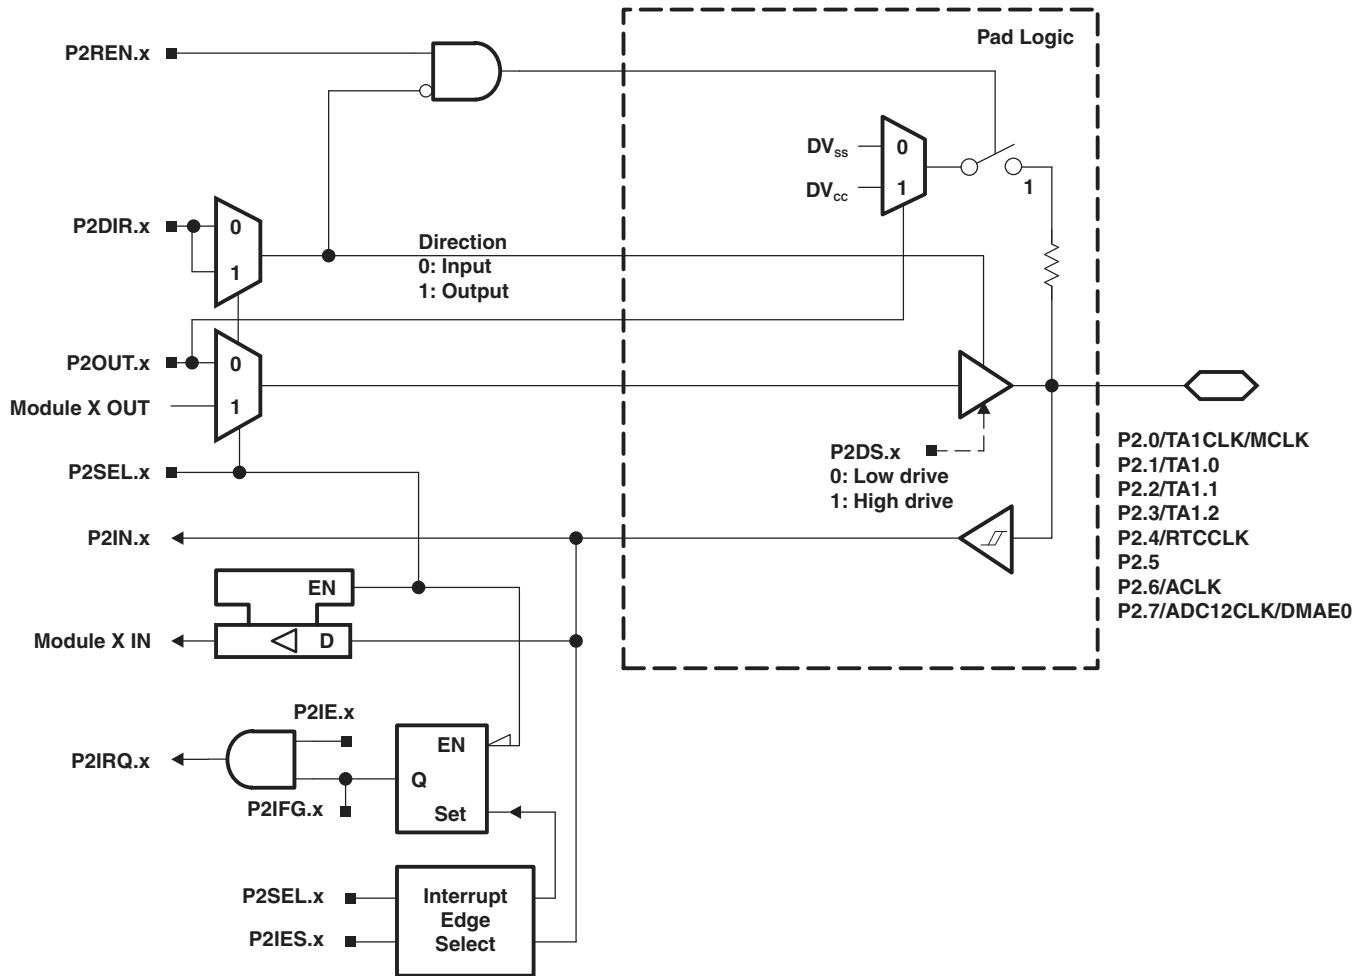 Pad Logic
P2REN.x
DVss
0
DVcc
1
1
P2DIR.x
0
1
Direction
0: Input
1: Output
P2OUT.x
0
Module X OUT
1
P2SEL.x
P2DS.x
0: Low drive
1: High drive
P2.0/TA1CLK/MCLK
P2.1/TA1.0
P2.2/TA1.1
P2.3/TA1.2
P2.4/RTCCLK
P2.5
P2.6/ACLK
P2.7/ADC12CLK/DMAE0
P2IN.x
EN
Module X IN
D
P2IE.x
P2IRQ.x
EN
Q
P2IFG.x
Set
P2SEL.x
P2IES.x
Interrupt
Edge
Select